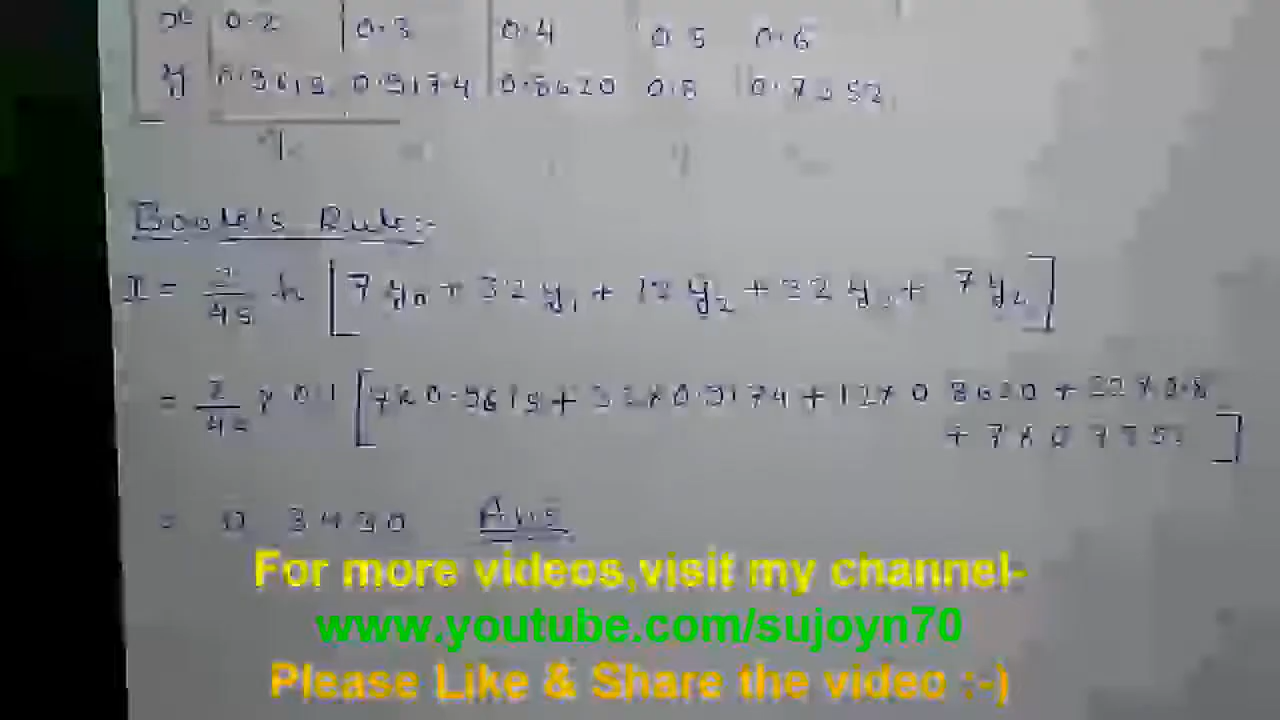 x 0.2 0.3 0.4 0.5 0.6
y 0.9615 0.9174 0.8620 0.8 0.7352
Boole's Rule:-
I = 2/45 h [7y0 + 32y1 + 12y2 + 32y3 + 7y4]
= 2/45 × 0.1 [7×0.9615 + 32×0.9174 + 12×0.8620 + 32×0.8
+ 7×0.7352]
= 0.3490 Ans
For more videos,visit my channel-
www.youtube.com/sujoyn70
Please Like & Share the video :-)